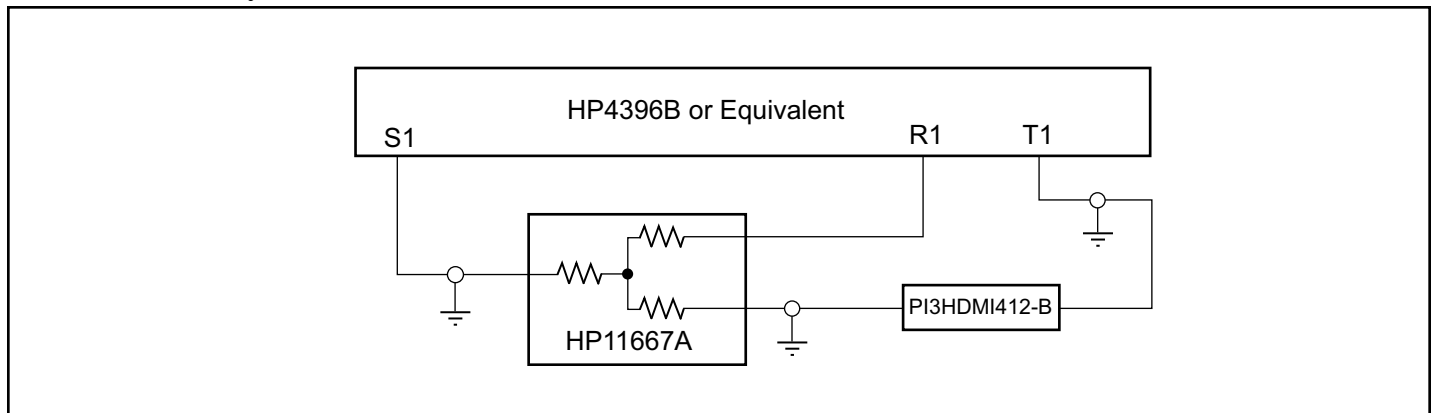 HP4396B or Equivalent
S1
R1
T1
PI3HDMI412-B
HP11667A